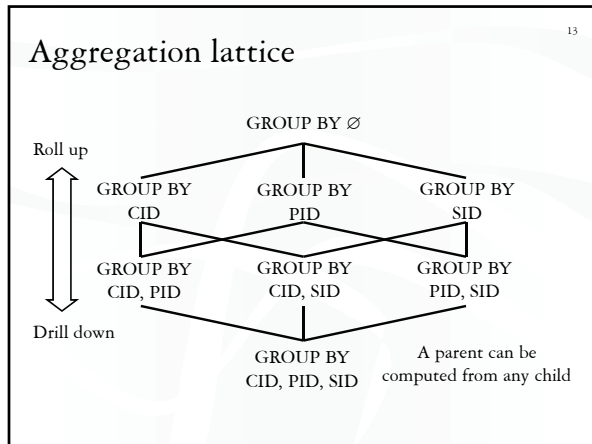 13
Aggregation lattice
GROUP BY ∅
Roll up
GROUP BY
CID
GROUP BY
PID
GROUP BY
SID
GROUP BY
CID, PID
GROUP BY
CID, SID
GROUP BY
PID, SID
Drill down
GROUP BY
CID, PID, SID
A parent can be
computed from any child